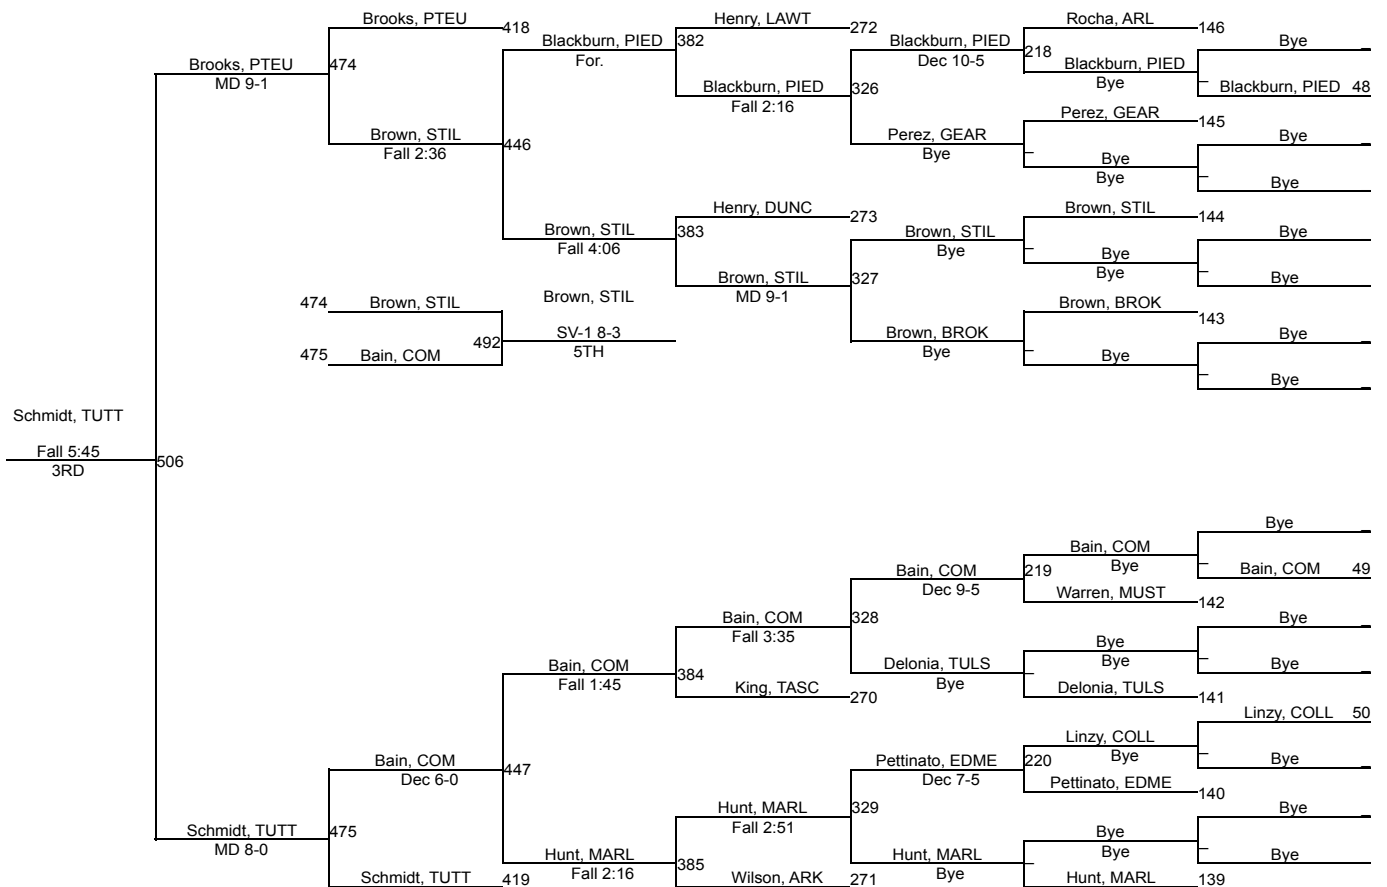 Brooks, PTEU
418
Henry, LAWT
272
Rocha, ARL
146
Blackburn, PIED
382
Blackburn, PIED
218
Bye
For.
Dec 10-5
Brooks, PTEU
474
Blackburn, PIED
MD 9-1
Bye
Blackburn, PIED
326
Blackburn, PIED 48
Fall 2:16
Perez, GEAR
145
Brown, STIL
446
Perez, GEAR
Bye
Fall 2:36
Bye
Bye
Bye
Bye
Henry, DUNC
273
Brown, STIL
144
Brown, STIL
383
Brown, STIL
Bye
Fall 4:06
Bye
Bye
Bye
Brown, STIL
327
Bye
MD 9-1
474
Brown, STIL
Brown, STIL
Brown, BROK
143
492
SV-1 8-3
Brown, BROK
Bye
5TH
Bye
475
Bain, COM
Bye
Bye
Schmidt, TUTT
Fall 5:45
506
3RD
Bye
Bain, COM
Bain, COM
219
Bye
Bain, COM 49
Dec 9-5
Warren, MUST
142
Bain, COM
328
Bye
Fall 3:35
Bye
Bain, COM
384
Delonia, TULS
Bye
Bye
Fall 1:45
Bye
King, TASC
270
Delonia, TULS
141
Linzy, COLL 50
Linzy, COLL
Bain, COM
447
Pettinato, EDME
220
Bye
Bye
Dec 6-0
Dec 7-5
Pettinato, EDME
140
Hunt, MARL
329
Bye
Fall 2:51
Schmidt, TUTT
475
Bye
MD 8-0
Bye
Hunt, MARL
385
Hunt, MARL
Bye
Fall 2:16
Bye
Schmidt, TUTT
419
Wilson, ARK
271
Hunt, MARL
139